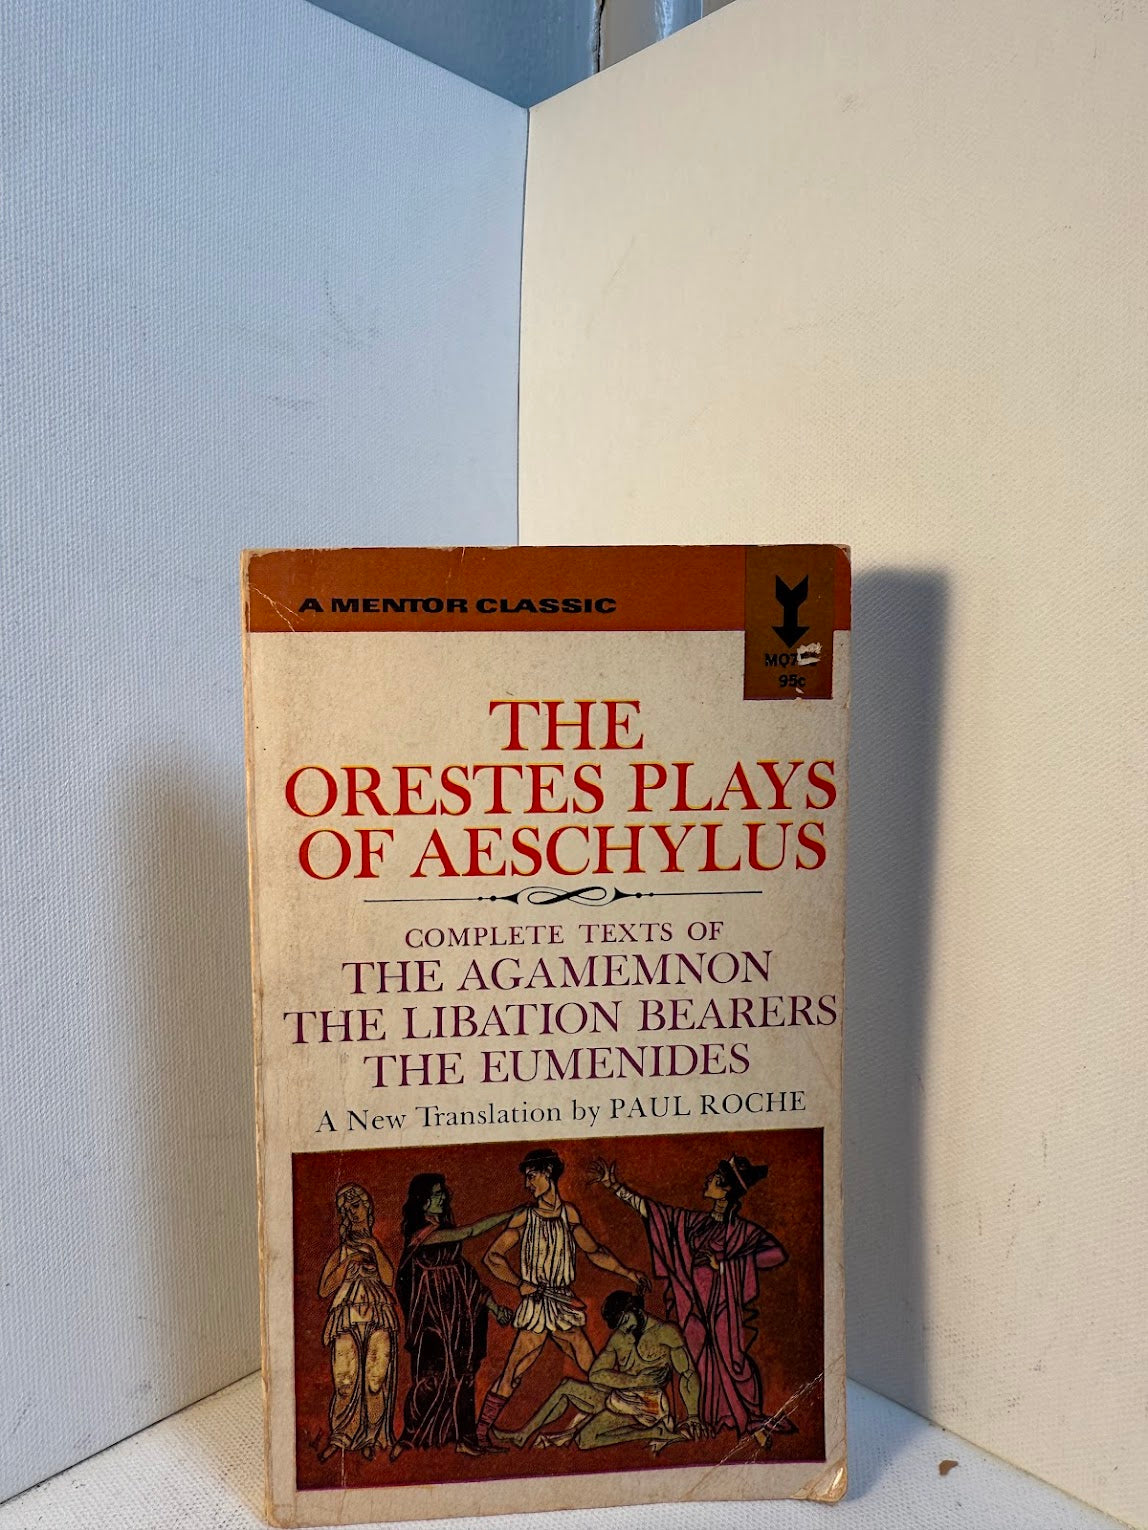 A MENTOR CLASSIC
95c
THE
ORESTES PLAYS
OF AESCHYLUS
COMPLETE TEXTS OF
THE AGAMEMNON
THE LIBATION BEARERS
THE EUMENIDES
A New Translation by PAUL ROCHE